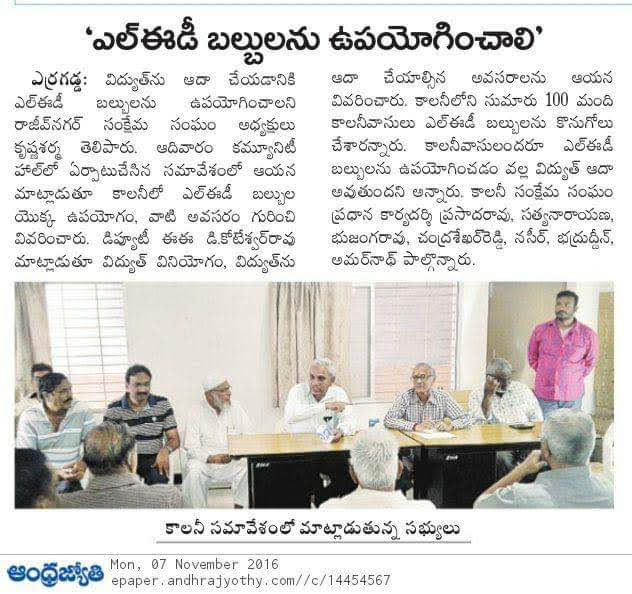 ‘ఎల్ఈడీ బల్బులను ఉపయోగించాలి’
ఎర్రగడ్డ: విద్యుత్‌ను ఆదా చేయడానికి
ఎల్ఈడీ బల్బులను ఉపయోగించాలని
రాజీవ్‌నగర్ సంక్షేమ సంఘం అధ్యక్షులు
కృష్ణశర్మ తెలిపారు. ఆదివారం కమ్యూనిటీ
హాల్‌లో ఏర్పాటుచేసిన సమావేశంలో ఆయన
మాట్లాడుతూ కాలనీలో ఎల్ఈడీ బల్బుల
యొక్క ఉపయోగం, వాటి అవసరం గురించి
వివరించారు. డిప్యూటీ ఈఈ డి.కోటేశ్వర్‌రావు
మాట్లాడుతూ విద్యుత్ వినియోగం, విద్యుత్‌ను
ఆదా చేయాల్సిన అవసరాలను ఆయన
వివరించారు. కాలనీలోని సుమారు 100 మంది
కాలనీవాసులు ఎల్ఈడీ బల్బులను కొనుగోలు
చేశారన్నారు. కాలనీవాసులందరూ ఎల్ఈడీ
బల్బులను ఉపయోగించడం వల్ల విద్యుత్ ఆదా
అవుతుందని అన్నారు. కాలనీ సంక్షేమ సంఘం
ప్రధాన కార్యదర్శి ప్రసాదరావు, సత్యనారాయణ,
భుజంగరావు, చంద్రశేఖర్‌రెడ్డి, నసీర్, భద్రుద్దీన్,
అమర్‌నాథ్ పాల్గొన్నారు.
కాలనీ సమావేశంలో మాట్లాడుతున్న సభ్యులు
ఆంధ్రజ్యోతి
Mon, 07 November 2016
epaper.andhrajyothy.com//c/14454567